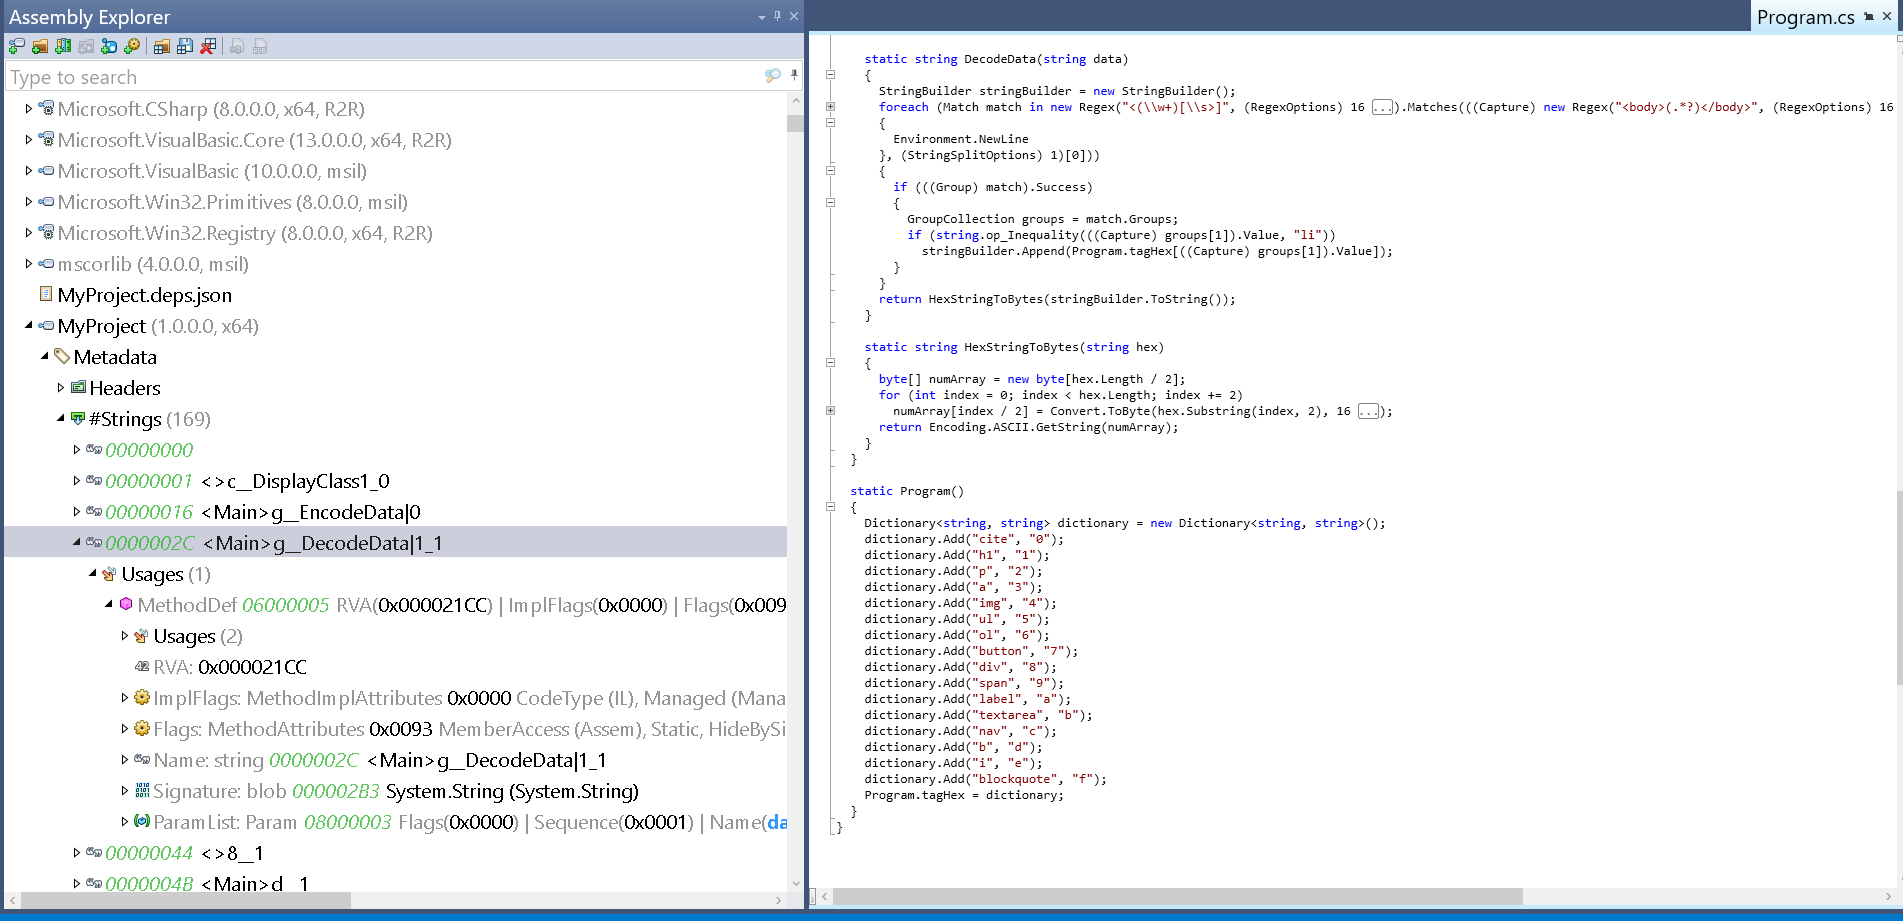 Assembly Explorer
Type to search
Microsoft.CSharp (8.0.0.0, x64, R2R)
Microsoft.VisualBasic.Core (13.0.0.0, x64, R2R)
Microsoft.VisualBasic (10.0.0.0, msil)
Microsoft.Win32.Primitives (8.0.0.0, msil)
Microsoft.Win32.Registry (8.0.0.0, x64, R2R)
mscorlib (4.0.0.0, msil)
MyProject.deps.json
MyProject (1.0.0.0, x64)
Metadata
Headers
#Strings (169)
00000000
00000001 <>c__DisplayClass1_0
00000016 <Main>g__EncodeData|0
0000002C <Main>g__DecodeData|1_1
Usages (1)
MethodDef 06000005 RVA(0x000021CC) | ImplFlags(0x0000) | Flags(0x009
Usages (2)
RVA: 0x000021CC
ImplFlags: MethodImplAttributes 0x0000 CodeType (IL), Managed (Mana
Flags: MethodAttributes 0x0093 MemberAccess (Assem), Static, HideBySi
Name: string 0000002C <Main>g__DecodeData|1_1
Signature: blob 000002B3 System.String (System.String)
ParamList: Param 08000003 Flags(0x0000) | Sequence(0x0001) | Name(da
00000044 <>8__1
0000004B <Main>d__1
Program.cs
static string DecodeData(string data)
{
StringBuilder stringBuilder = new StringBuilder();
foreach (Match match in new Regex("<(\\w+)[\\s>]", (RegexOptions) 16 ...).Matches(((Capture) new Regex("<body>(.*?)</body>", (RegexOptions) 16
{
Environment.NewLine
}, (StringSplitOptions) 1)[0]))
{
if (((Group) match).Success)
{
GroupCollection groups = match.Groups;
if (string.op_Inequality(((Capture) groups[1]).Value, "li"))
stringBuilder.Append(Program.tagHex[((Capture) groups[1]).Value]);
}
}
return HexStringToBytes(stringBuilder.ToString());
}
static string HexStringToBytes(string hex)
{
byte[] numArray = new byte[hex.Length / 2];
for (int index = 0; index < hex.Length; index += 2)
numArray[index / 2] = Convert.ToByte(hex.Substring(index, 2), 16 ...);
return Encoding.ASCII.GetString(numArray);
}
}
static Program()
{
Dictionary<string, string> dictionary = new Dictionary<string, string>();
dictionary.Add("cite", "0");
dictionary.Add("h1", "1");
dictionary.Add("p", "2");
dictionary.Add("a", "3");
dictionary.Add("img", "4");
dictionary.Add("ul", "5");
dictionary.Add("ol", "6");
dictionary.Add("button", "7");
dictionary.Add("div", "8");
dictionary.Add("span", "9");
dictionary.Add("label", "a");
dictionary.Add("textarea", "b");
dictionary.Add("nav", "c");
dictionary.Add("b", "d");
dictionary.Add("i", "e");
dictionary.Add("blockquote", "f");
Program.tagHex = dictionary;
}
}